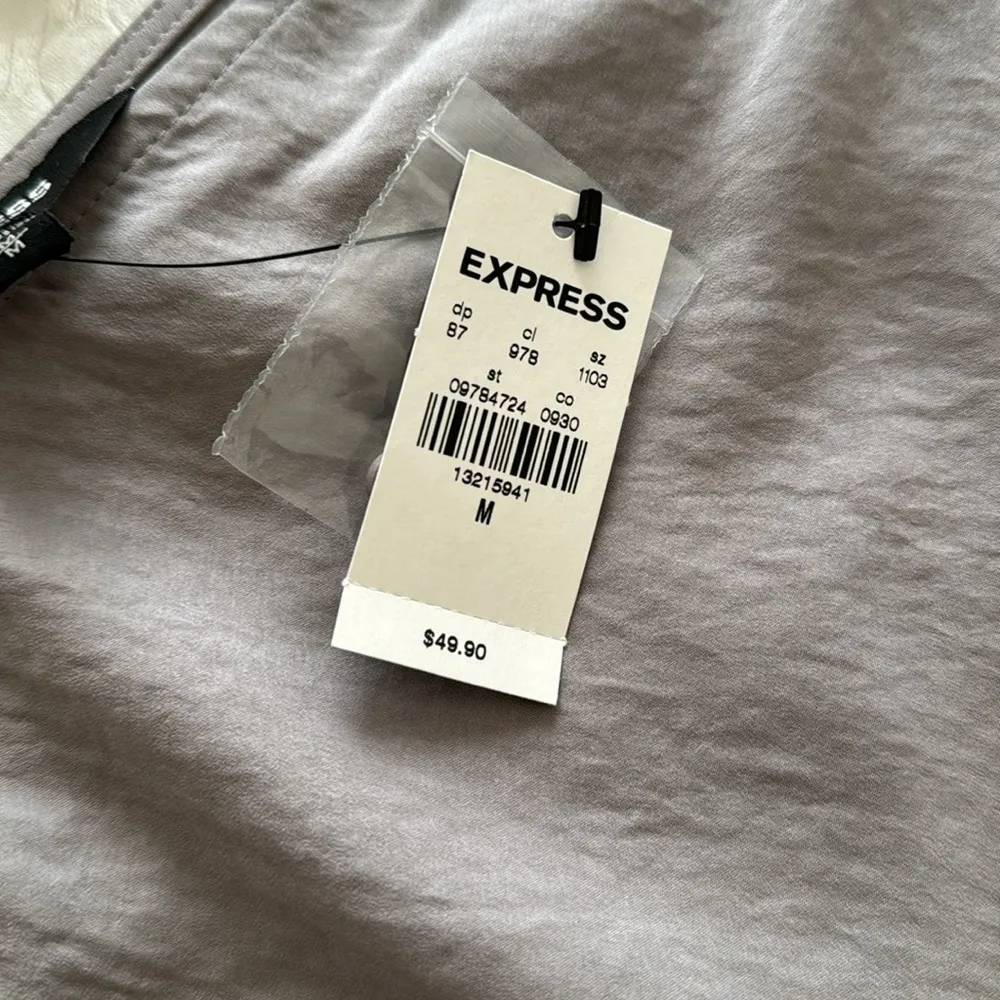 EXPRESS
dp cl sz
87 978 1103
st co
09784724 0930
13215941
M
$49.90
M